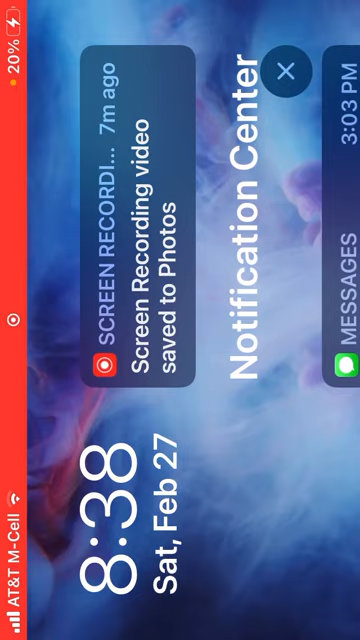 AT&T M-Cell
20%
8:38
Sat, Feb 27
SCREEN RECORDI... 7m ago
Screen Recording video
saved to Photos
Notification Center
MESSAGES 3:03 PM